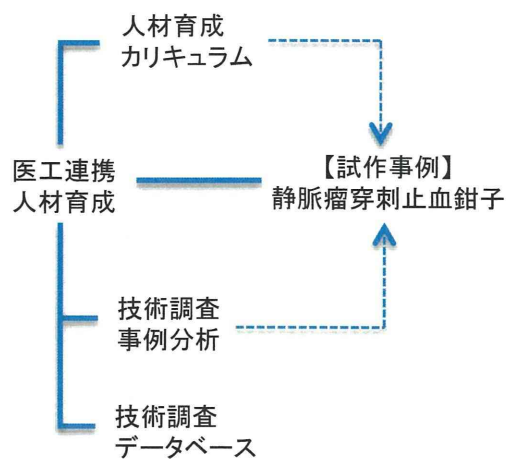 人材育成
カリキュラム
医工連携
人材育成
【試作事例】
静脈瘤穿刺止血鉗子
技術調査
事例分析
技術調査
データベース